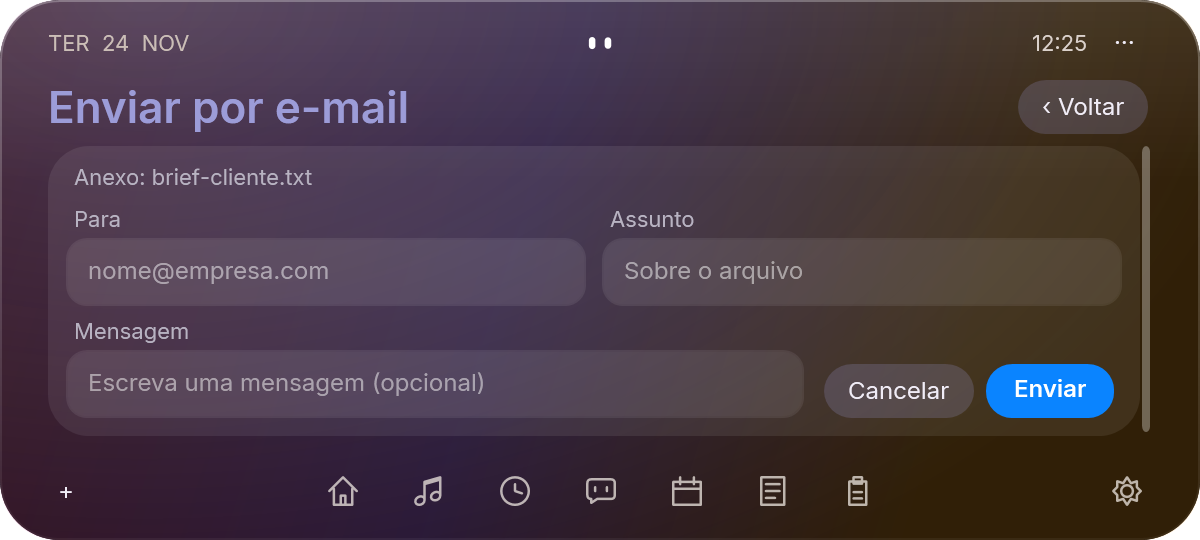 TER 24 NOV
12:25 ···
Enviar por e-mail
‹ Voltar
Anexo: brief-cliente.txt
Para
Assunto
nome@empresa.com
Sobre o arquivo
Mensagem
Escreva uma mensagem (opcional)
Cancelar
Enviar
+